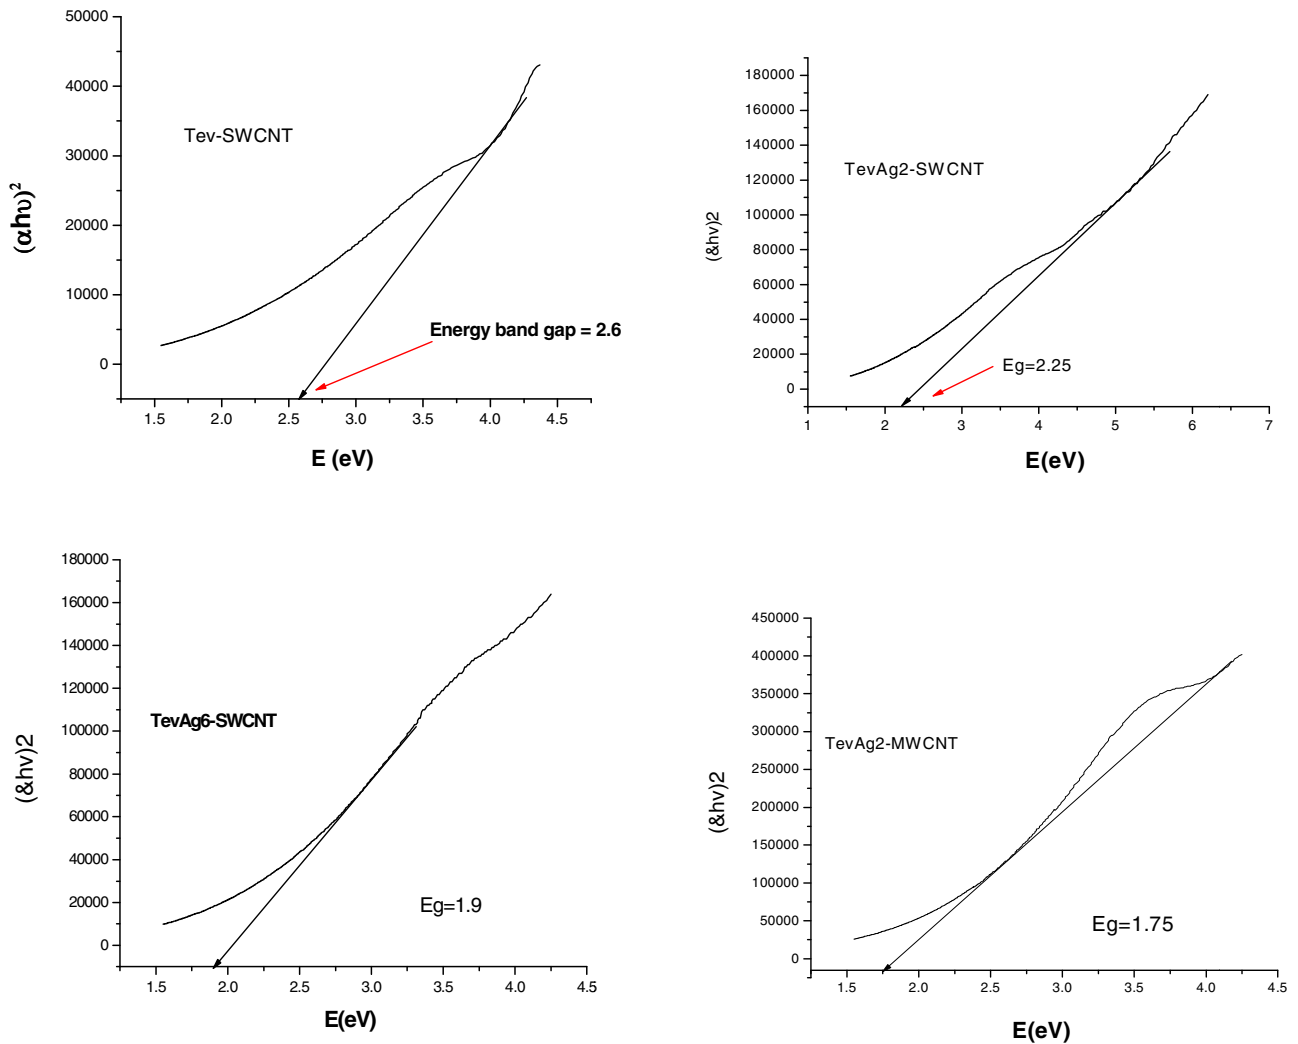 50000
40000
30000
20000
10000
0
(αhυ)²
Tev-SWCNT
Energy band gap = 2.6
1.5 2.0 2.5 3.0 3.5 4.0 4.5
E (eV)
180000
160000
140000
120000
100000
80000
60000
40000
20000
0
(&hv)2
TevAg2-SWCNT
Eg=2.25
1 2 3 4 5 6 7
E(eV)
180000
160000
140000
120000
100000
80000
60000
40000
20000
0
(&hv)2
TevAg6-SWCNT
Eg=1.9
1.5 2.0 2.5 3.0 3.5 4.0 4.5
E(eV)
450000
400000
350000
300000
250000
200000
150000
100000
50000
0
(&hv)2
TevAg2-MWCNT
Eg=1.75
1.5 2.0 2.5 3.0 3.5 4.0 4.5
E(eV)